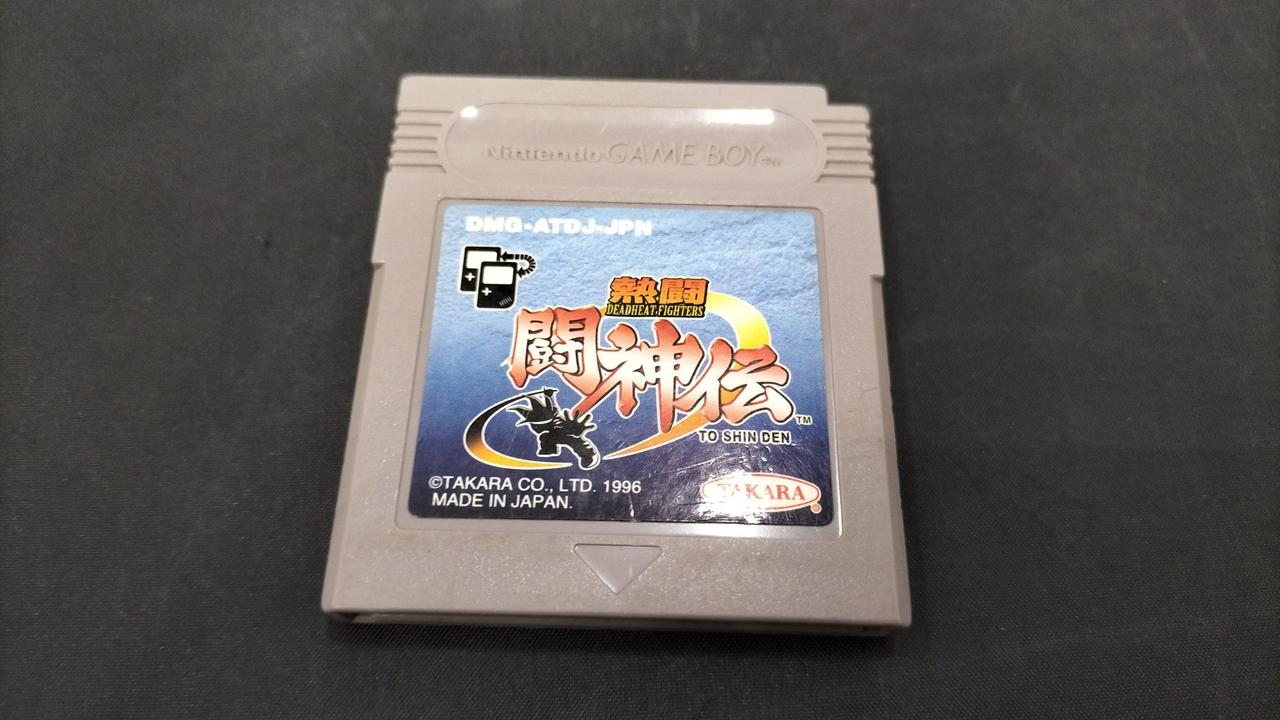 Nintendo GAME BOY TM
DMG-ATDJ-JPN
熱闘
DEADHEAT FIGHTERS
闘神伝 TM
TO SHIN DEN
©TAKARA CO., LTD. 1996
MADE IN JAPAN.
TAKARA ®